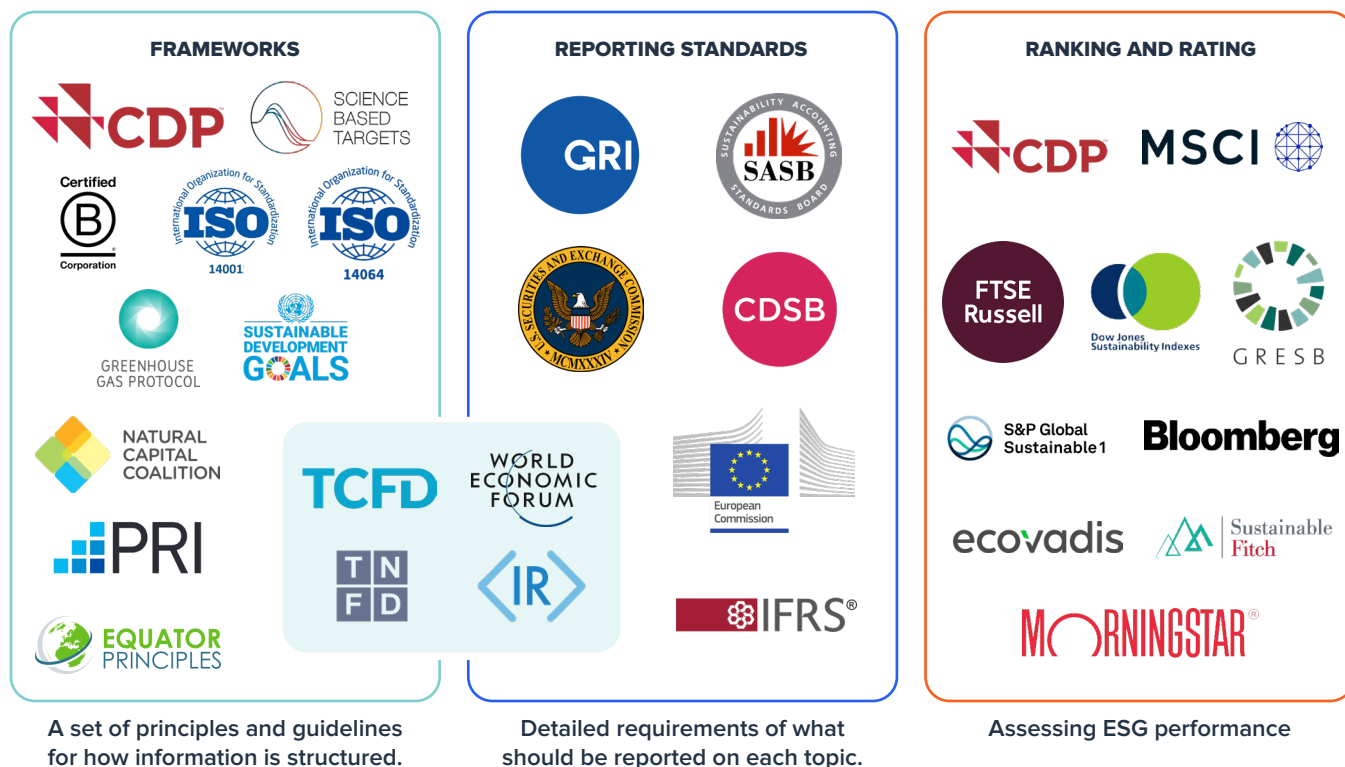 FRAMEWORKS
CDP™
SCIENCE
BASED
TARGETS
Certified
B
®
Corporation
International Organization for Standardization
ISO
14001
International Organization for Standardization
ISO
14064
GREENHOUSE
GAS PROTOCOL
SUSTAINABLE
DEVELOPMENT
GOALS
NATURAL
CAPITAL
COALITION
PRI
EQUATOR
PRINCIPLES
TCFD
WORLD
ECONOMIC
FORUM
TN
FD
<IR>
A set of principles and guidelines
for how information is structured.
REPORTING STANDARDS
GRI
SUSTAINABILITY ACCOUNTING
SASB
STANDARDS BOARD
U.S. SECURITIES AND EXCHANGE COMMISSION
MCMXXXIV
CDSB
European
Commission
IFRS®
Detailed requirements of what
should be reported on each topic.
RANKING AND RATING
CDP™
MSCI
FTSE
Russell
Dow Jones
Sustainability Indexes
GRESB
S&P Global
Sustainable1
Bloomberg
ecovadis
Sustainable
Fitch
MORNINGSTAR®
Assessing ESG performance